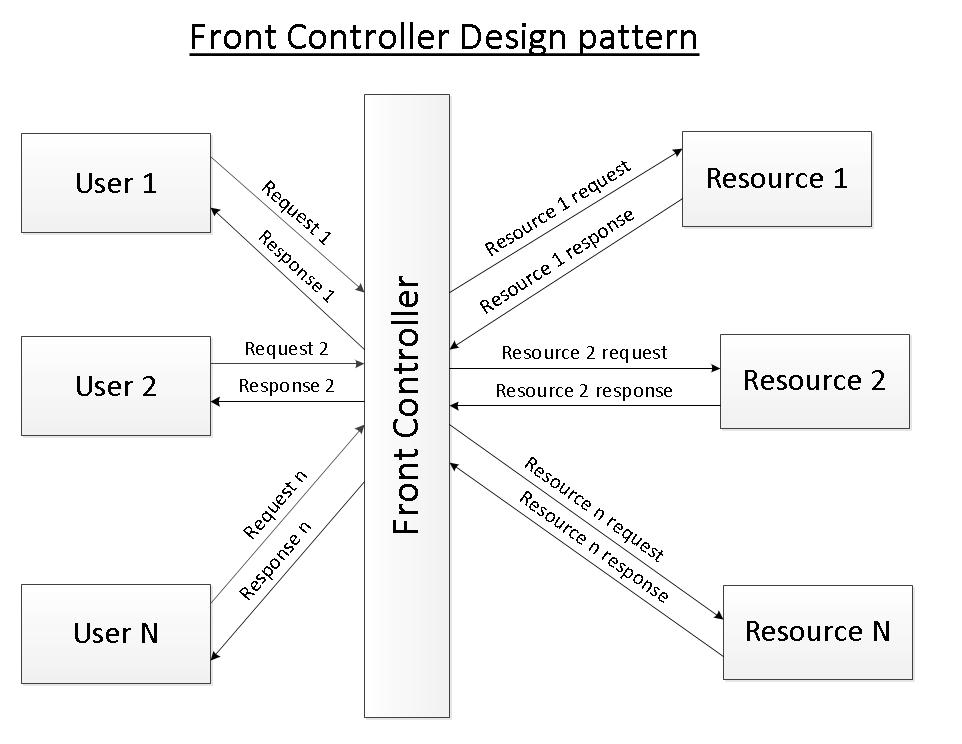 Front Controller Design pattern
User 1
Request 1
Response 1
Resource 1 request
Resource 1 response
Resource 1
User 2
Request 2
Response 2
Front Controller
Resource 2 request
Resource 2 response
Resource 2
User N
Request n
Response n
Resource n request
Resource n response
Resource N